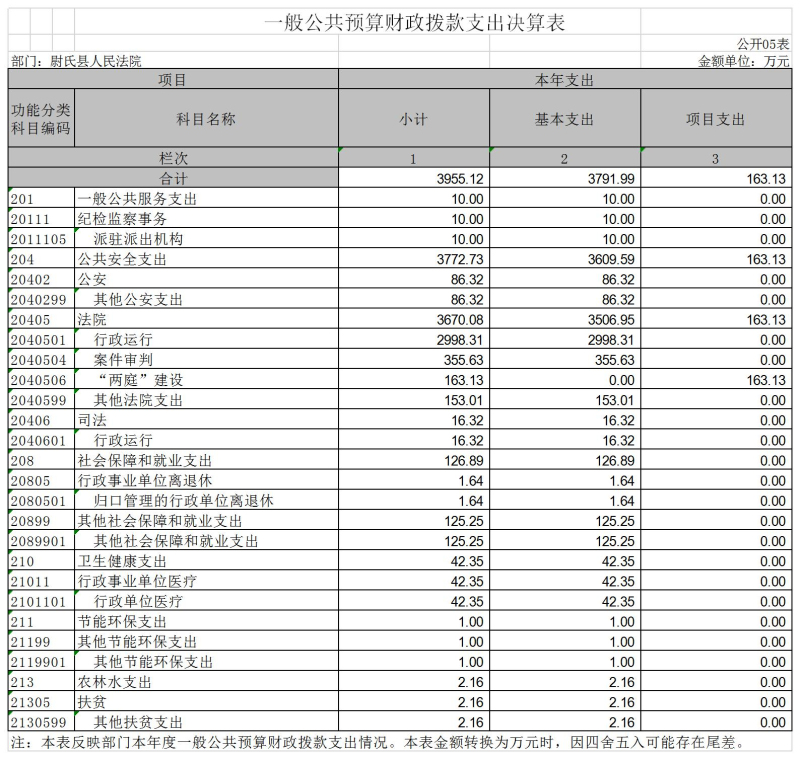 一般公共预算财政拨款支出决算表
公开05表
部门：尉氏县人民法院 金额单位：万元
项目 本年支出
功能分类科目编码 科目名称 小计 基本支出 项目支出
栏次 1 2 3
合计 3955.12 3791.99 163.13
201 一般公共服务支出 10.00 10.00 0.00
20111 纪检监察事务 10.00 10.00 0.00
2011105 派驻派出机构 10.00 10.00 0.00
204 公共安全支出 3772.73 3609.59 163.13
20402 公安 86.32 86.32 0.00
2040299 其他公安支出 86.32 86.32 0.00
20405 法院 3670.08 3506.95 163.13
2040501 行政运行 2998.31 2998.31 0.00
2040504 案件审判 355.63 355.63 0.00
2040506 “两庭”建设 163.13 0.00 163.13
2040599 其他法院支出 153.01 153.01 0.00
20406 司法 16.32 16.32 0.00
2040601 行政运行 16.32 16.32 0.00
208 社会保障和就业支出 126.89 126.89 0.00
20805 行政事业单位离退休 1.64 1.64 0.00
2080501 归口管理的行政单位离退休 1.64 1.64 0.00
20899 其他社会保障和就业支出 125.25 125.25 0.00
2089901 其他社会保障和就业支出 125.25 125.25 0.00
210 卫生健康支出 42.35 42.35 0.00
21011 行政事业单位医疗 42.35 42.35 0.00
2101101 行政单位医疗 42.35 42.35 0.00
211 节能环保支出 1.00 1.00 0.00
21199 其他节能环保支出 1.00 1.00 0.00
2119901 其他节能环保支出 1.00 1.00 0.00
213 农林水支出 2.16 2.16 0.00
21305 扶贫 2.16 2.16 0.00
2130599 其他扶贫支出 2.16 2.16 0.00
注：本表反映部门本年度一般公共预算财政拨款支出情况。本表金额转换为万元时，因四舍五入可能存在尾差。